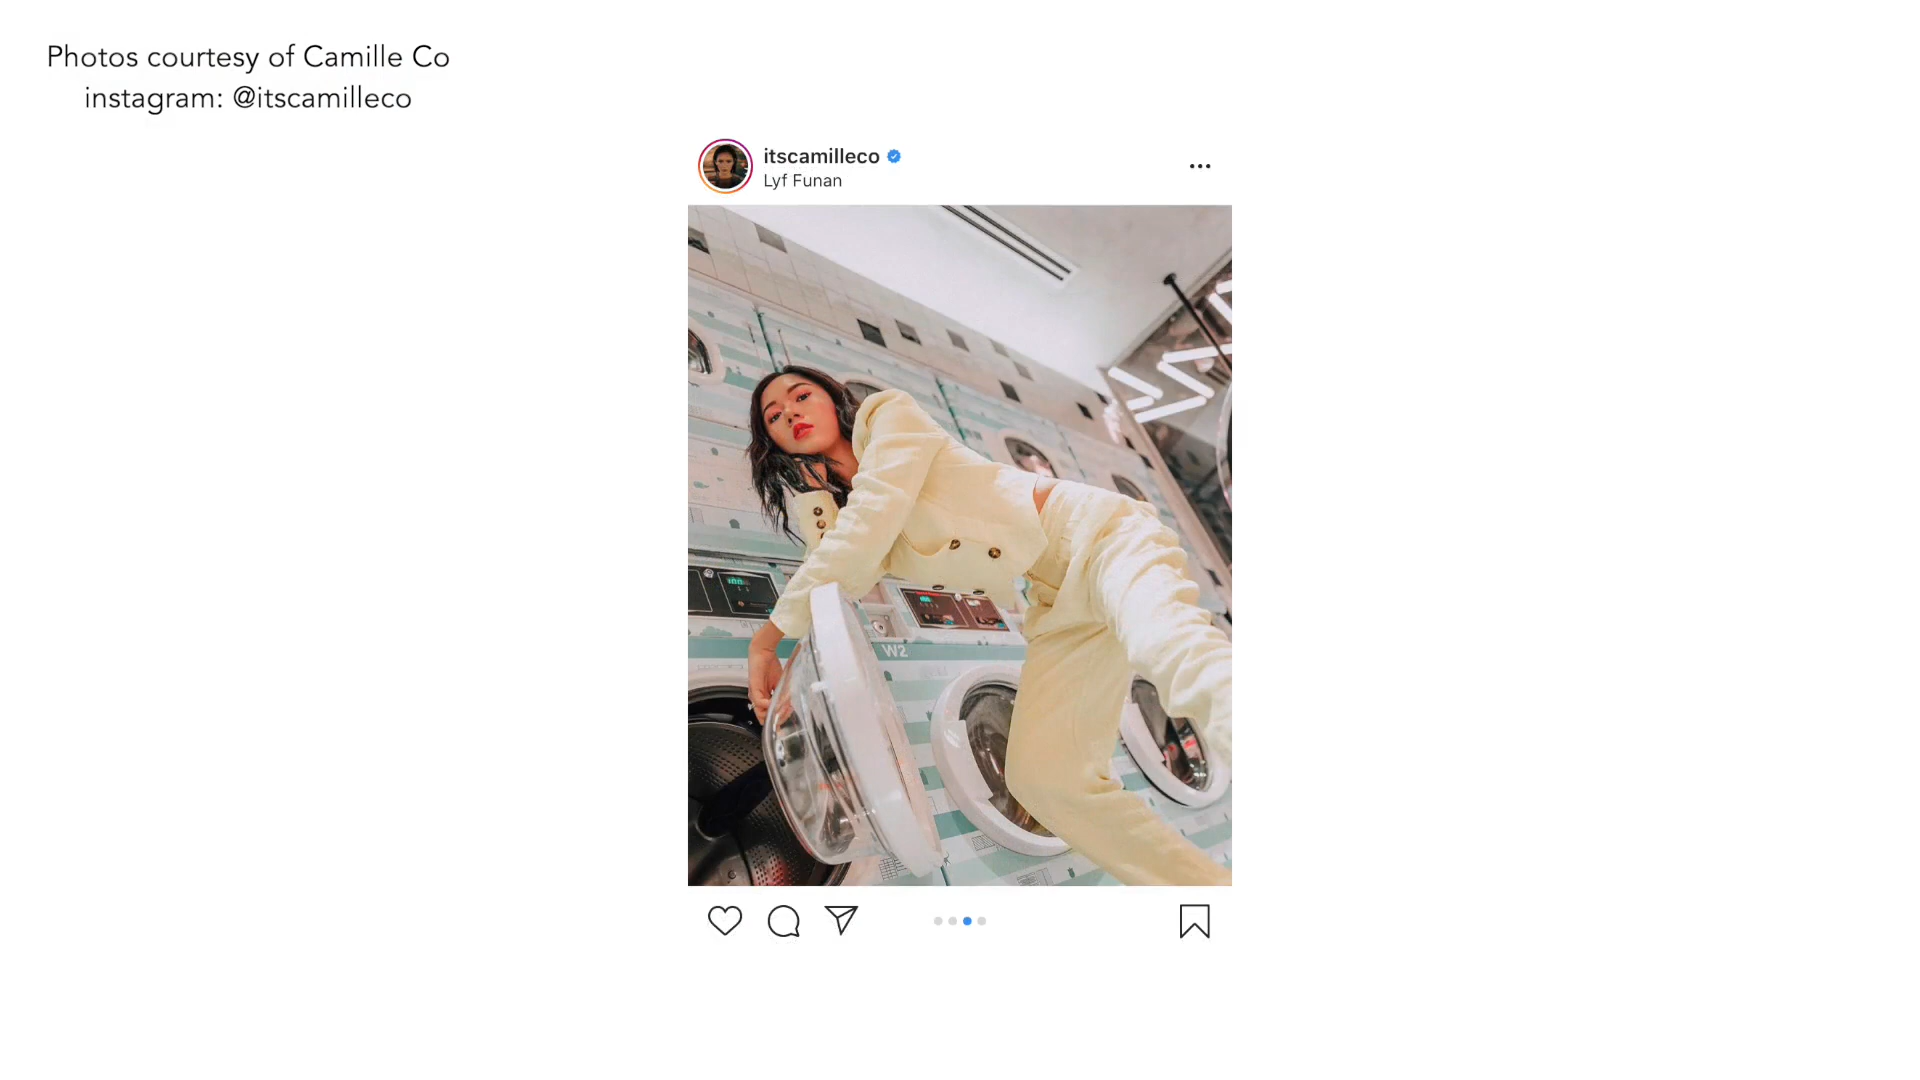 Photos courtesy of Camille Co
instagram: @itscamilleco
itscamilleco
Lyf Funan
W2